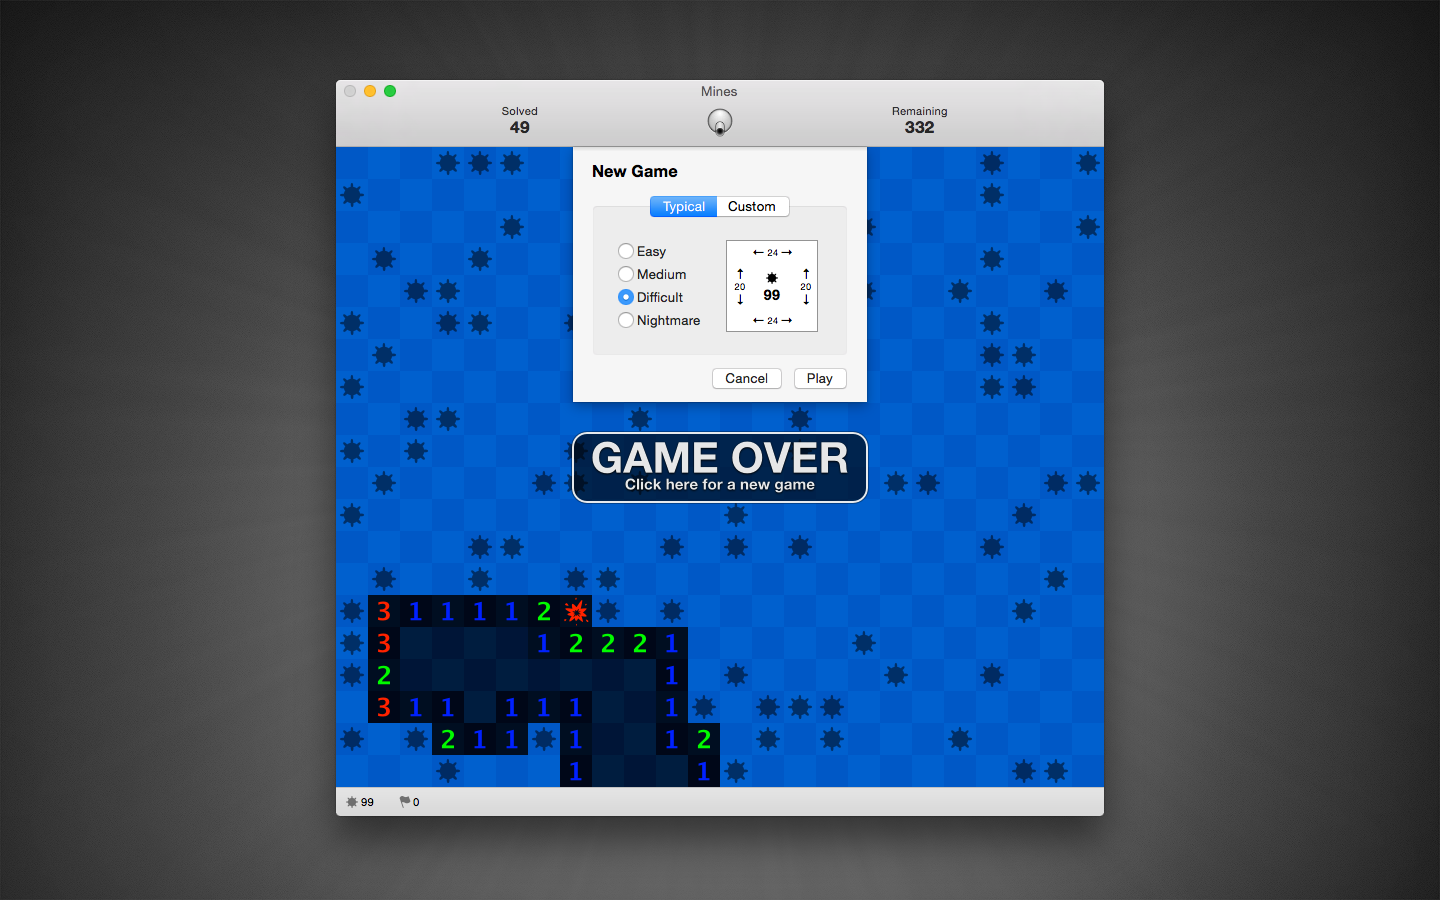 Mines
Solved
Remaining
49
332
New Game
Typical Custom
Easy
Medium
Difficult
Nightmare
← 24 →
↑ ↑
20 99 20
↓ ↓
← 24 →
Cancel Play
GAME OVER
Click here for a new game
3 1 1 1 1 2
3 1 2 2 2 1
2 1
3 1 1 1 1 1 1
2 1 1 1 1 2
1 1
99 0